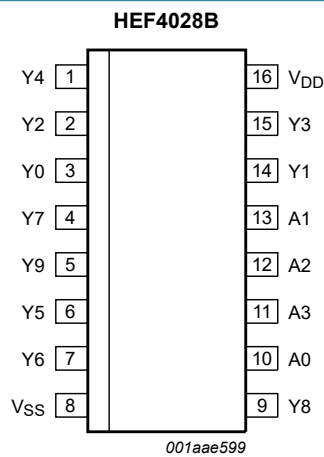 HEF4028B
Y4 1 16 VDD
Y2 2 15 Y3
Y0 3 14 Y1
Y7 4 13 A1
Y9 5 12 A2
Y5 6 11 A3
Y6 7 10 A0
VSS 8 9 Y8
001aae599